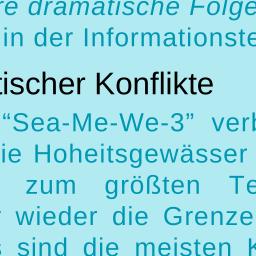 re dramatische Folge
in der Informationste
tischer Konflikte
“Sea-Me-We-3” verb
ie Hoheitsgewässer
zum größten Te
wieder die Grenze
sind die meisten K